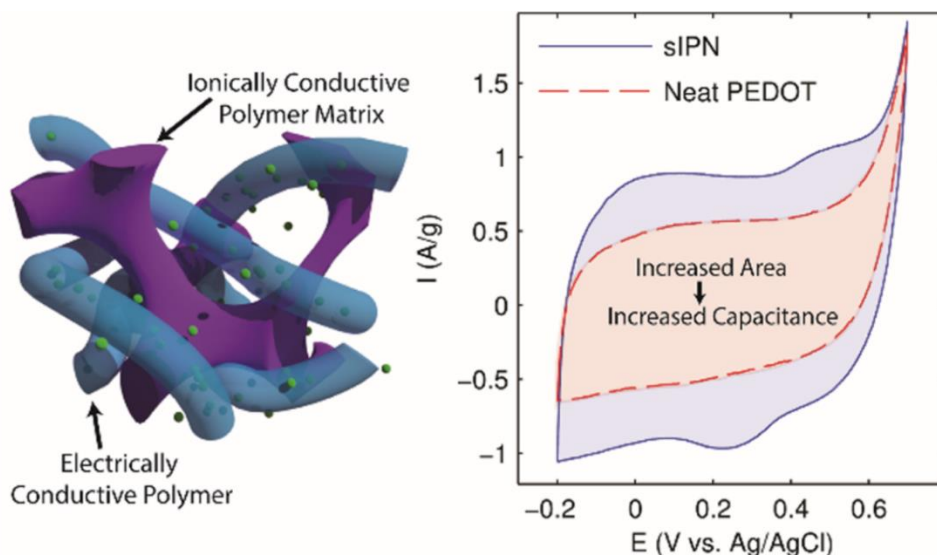 Ionically Conductive
Polymer Matrix
Electrically
Conductive Polymer
sIPN
Neat PEDOT
Increased Area
Increased Capacitance
I (A/g)
1.5
1
0.5
0
−0.5
−1
−0.2
0
0.2
0.4
0.6
E (V vs. Ag/AgCl)